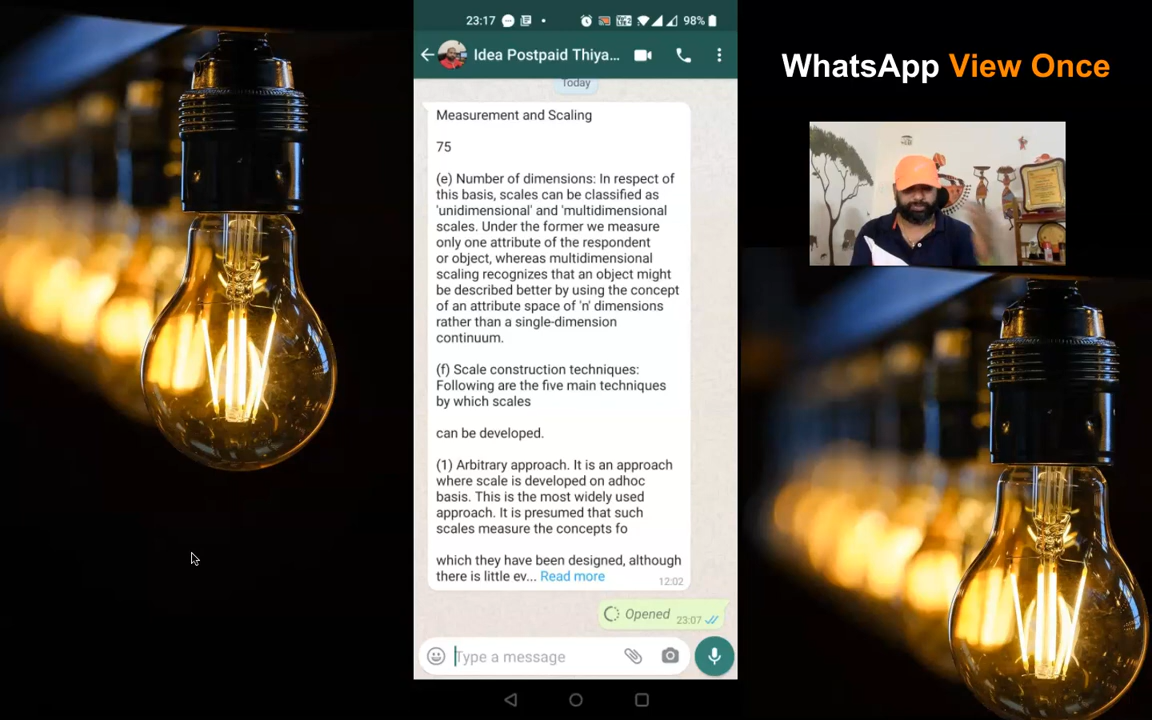 23:17
98%
Idea Postpaid Thiya...
WhatsApp View Once
Today
Measurement and Scaling
75
(e) Number of dimensions: In respect of
this basis, scales can be classified as
'unidimensional' and 'multidimensional
scales. Under the former we measure
only one attribute of the respondent
or object, whereas multidimensional
scaling recognizes that an object might
be described better by using the concept
of an attribute space of 'n' dimensions
rather than a single-dimension
continuum.
(f) Scale construction techniques:
Following are the five main techniques
by which scales
can be developed.
(1) Arbitrary approach. It is an approach
where scale is developed on adhoc
basis. This is the most widely used
approach. It is presumed that such
scales measure the concepts fo
which they have been designed, although
there is little ev... Read more
12:02
Opened 23:07
Type a message